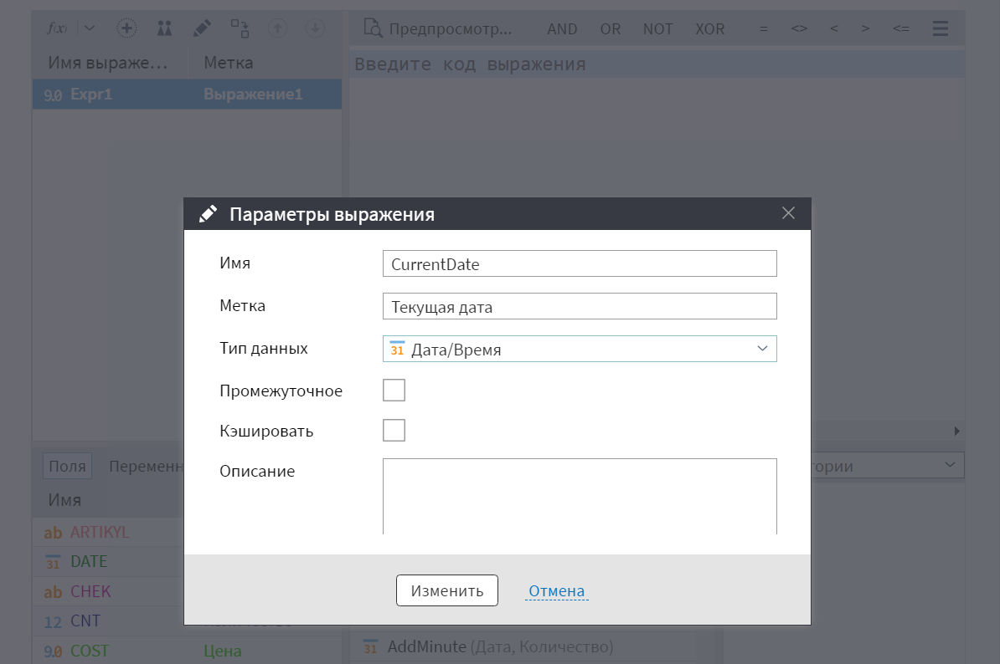 f(x) Предпросмотр... AND OR NOT XOR = <> < > <=
Имя выраже... Метка
Введите код выражения
9.0 Expr1 Выражение1
Параметры выражения
Имя CurrentDate
Метка Текущая дата
Тип данных 31 Дата/Время
Промежуточное
Кэшировать
Описание
Поля Переменн
Имя
ab ARTIKYL
31 DATE
ab CHEK
12 CNT
9.0 COST Цена
Изменить Отмена
31 AddMinute (Дата, Количество)